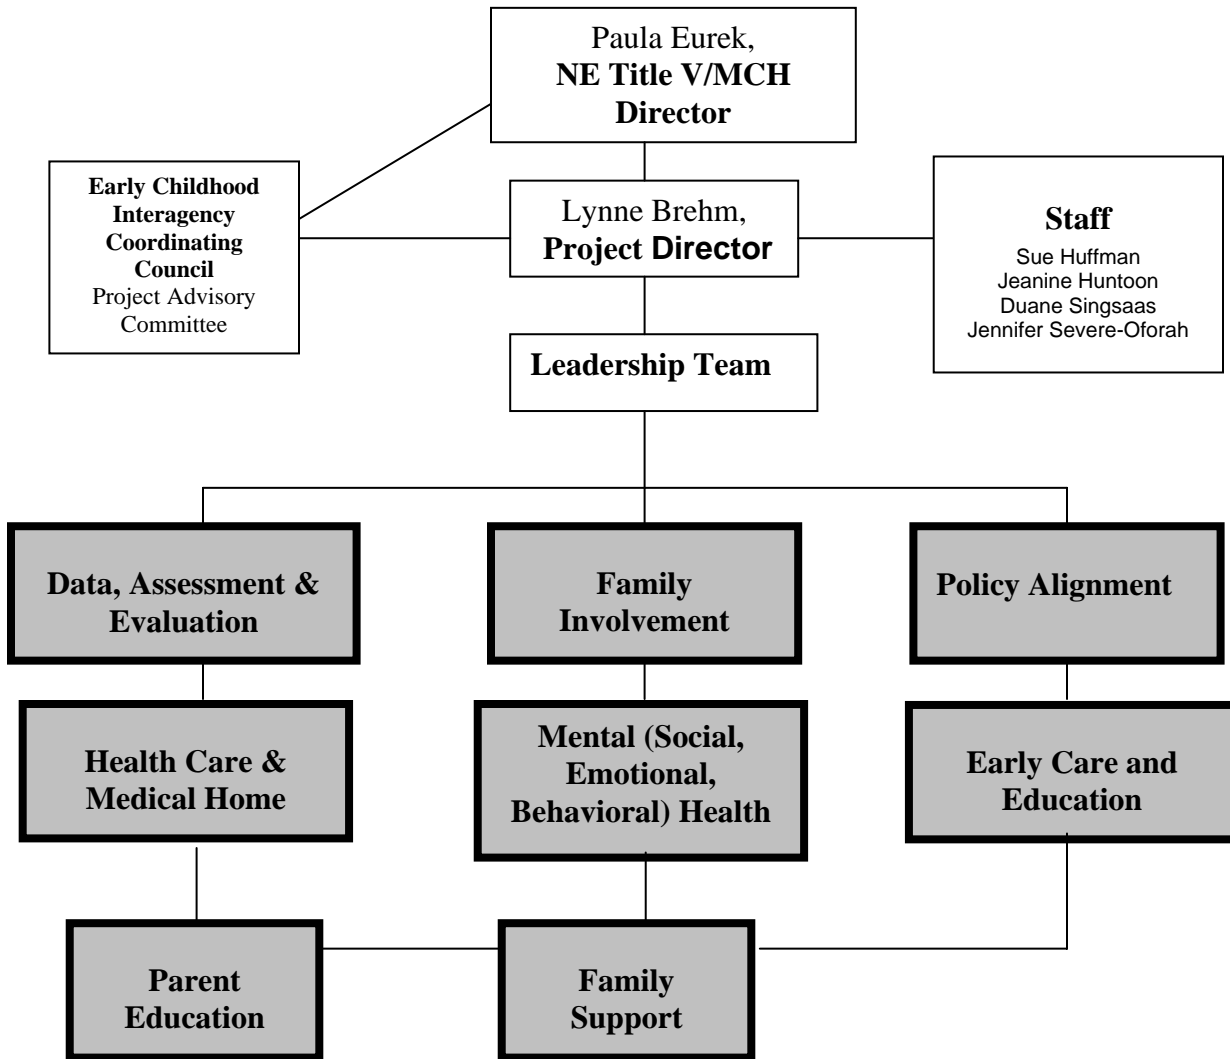 Paula Eurek,
NE Title V/MCH
Director
Early Childhood
Interagency
Coordinating
Council
Project Advisory
Committee
Lynne Brehm,
Project Director
Staff
Sue Huffman
Jeanine Huntoon
Duane Singsaas
Jennifer Severe-Oforah
Leadership Team
Data, Assessment &
Evaluation
Family
Involvement
Policy Alignment
Health Care &
Medical Home
Mental (Social,
Emotional,
Behavioral) Health
Early Care and
Education
Parent
Education
Family
Support